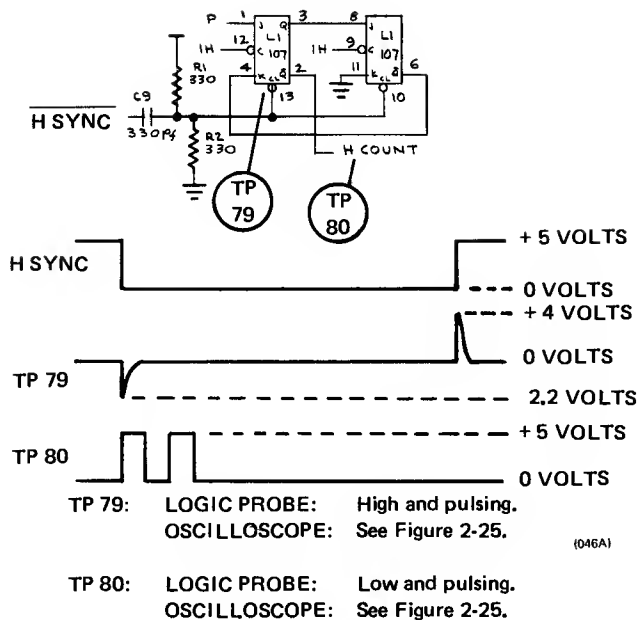 P 1 J Q 3 8 J
L1 107
L1 107
IH 12 C IH 9 C
4 K CL Q̅ 2 11 K CL Q̅ 6
13 10
R1 330
C9
330pf
H SYNC
R2 330
H COUNT
TP 79
TP 80
H SYNC
+ 5 VOLTS
0 VOLTS
+ 4 VOLTS
TP 79
0 VOLTS
2.2 VOLTS
TP 80
+ 5 VOLTS
0 VOLTS
TP 79: LOGIC PROBE: High and pulsing.
OSCILLOSCOPE: See Figure 2-25.
(046A)
TP 80: LOGIC PROBE: Low and pulsing.
OSCILLOSCOPE: See Figure 2-25.